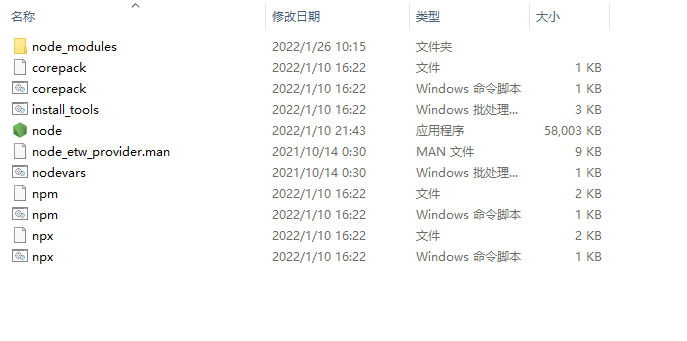 名称 修改日期 类型 大小
node_modules 2022/1/26 10:15 文件夹
corepack 2022/1/10 16:22 文件 1 KB
corepack 2022/1/10 16:22 Windows 命令脚本 1 KB
install_tools 2022/1/10 16:22 Windows 批处理... 3 KB
node 2022/1/10 21:43 应用程序 58,003 KB
node_etw_provider.man 2021/10/14 0:30 MAN 文件 9 KB
nodevars 2021/10/14 0:30 Windows 批处理... 1 KB
npm 2022/1/10 16:22 文件 2 KB
npm 2022/1/10 16:22 Windows 命令脚本 1 KB
npx 2022/1/10 16:22 文件 2 KB
npx 2022/1/10 16:22 Windows 命令脚本 1 KB